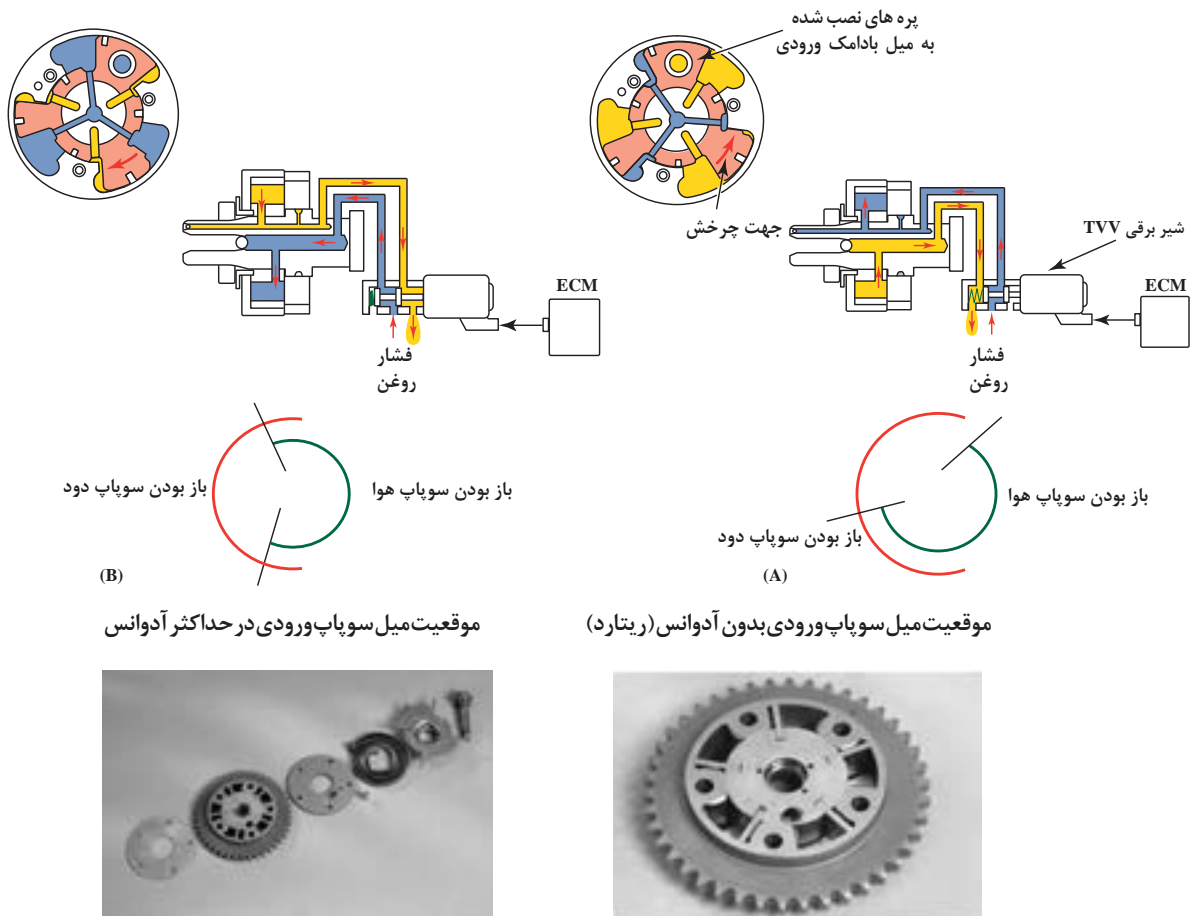 پره های نصب شده
به میل بادامک ورودی
جهت چرخش
شیر برقی TVV
ECM
فشار
روغن
باز بودن سوپاپ هوا
باز بودن سوپاپ دود
(A)
موقعیت میل سوپاپ ورودی بدون آدوانس (ریتارد)
ECM
فشار
روغن
باز بودن سوپاپ هوا
باز بودن سوپاپ دود
(B)
موقعیت میل سوپاپ ورودی در حداکثر آدوانس